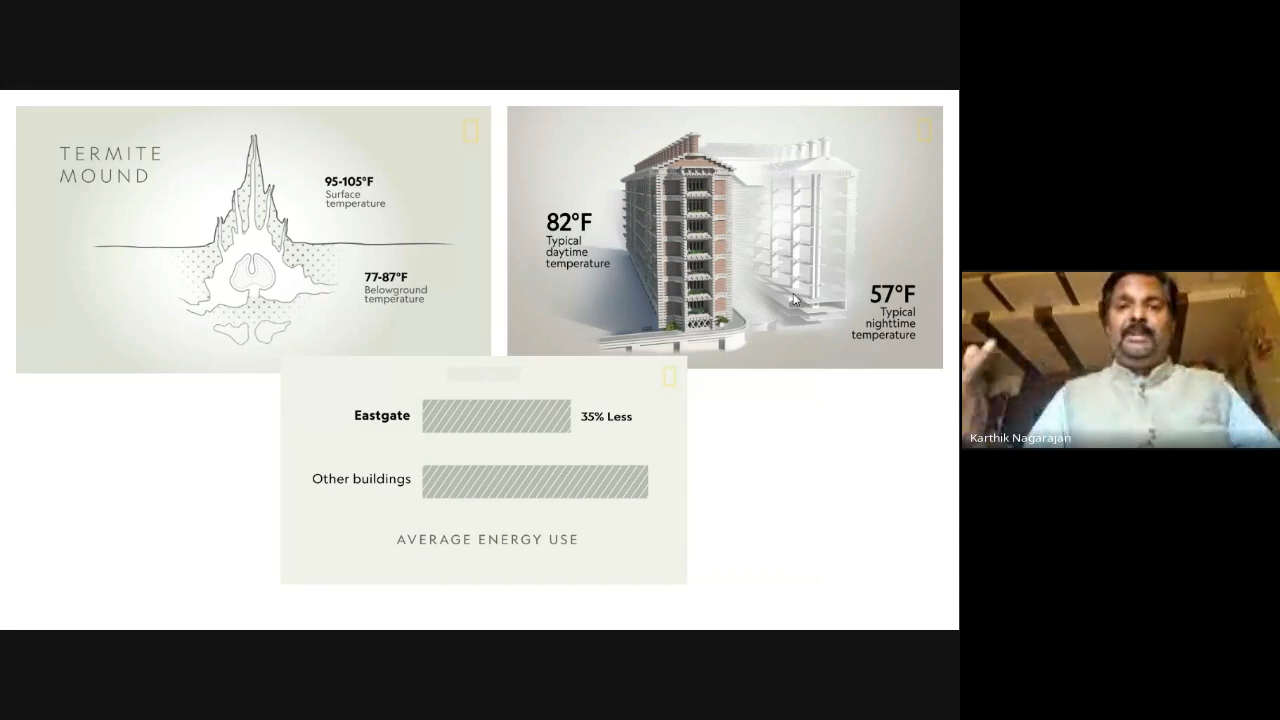 TERMITE
MOUND
95-105°F
Surface
temperature
77-87°F
Belowground
temperature
82°F
Typical
daytime
temperature
57°F
Typical
nighttime
temperature
Eastgate
35% Less
Other buildings
AVERAGE ENERGY USE
Karthik Nagarajan